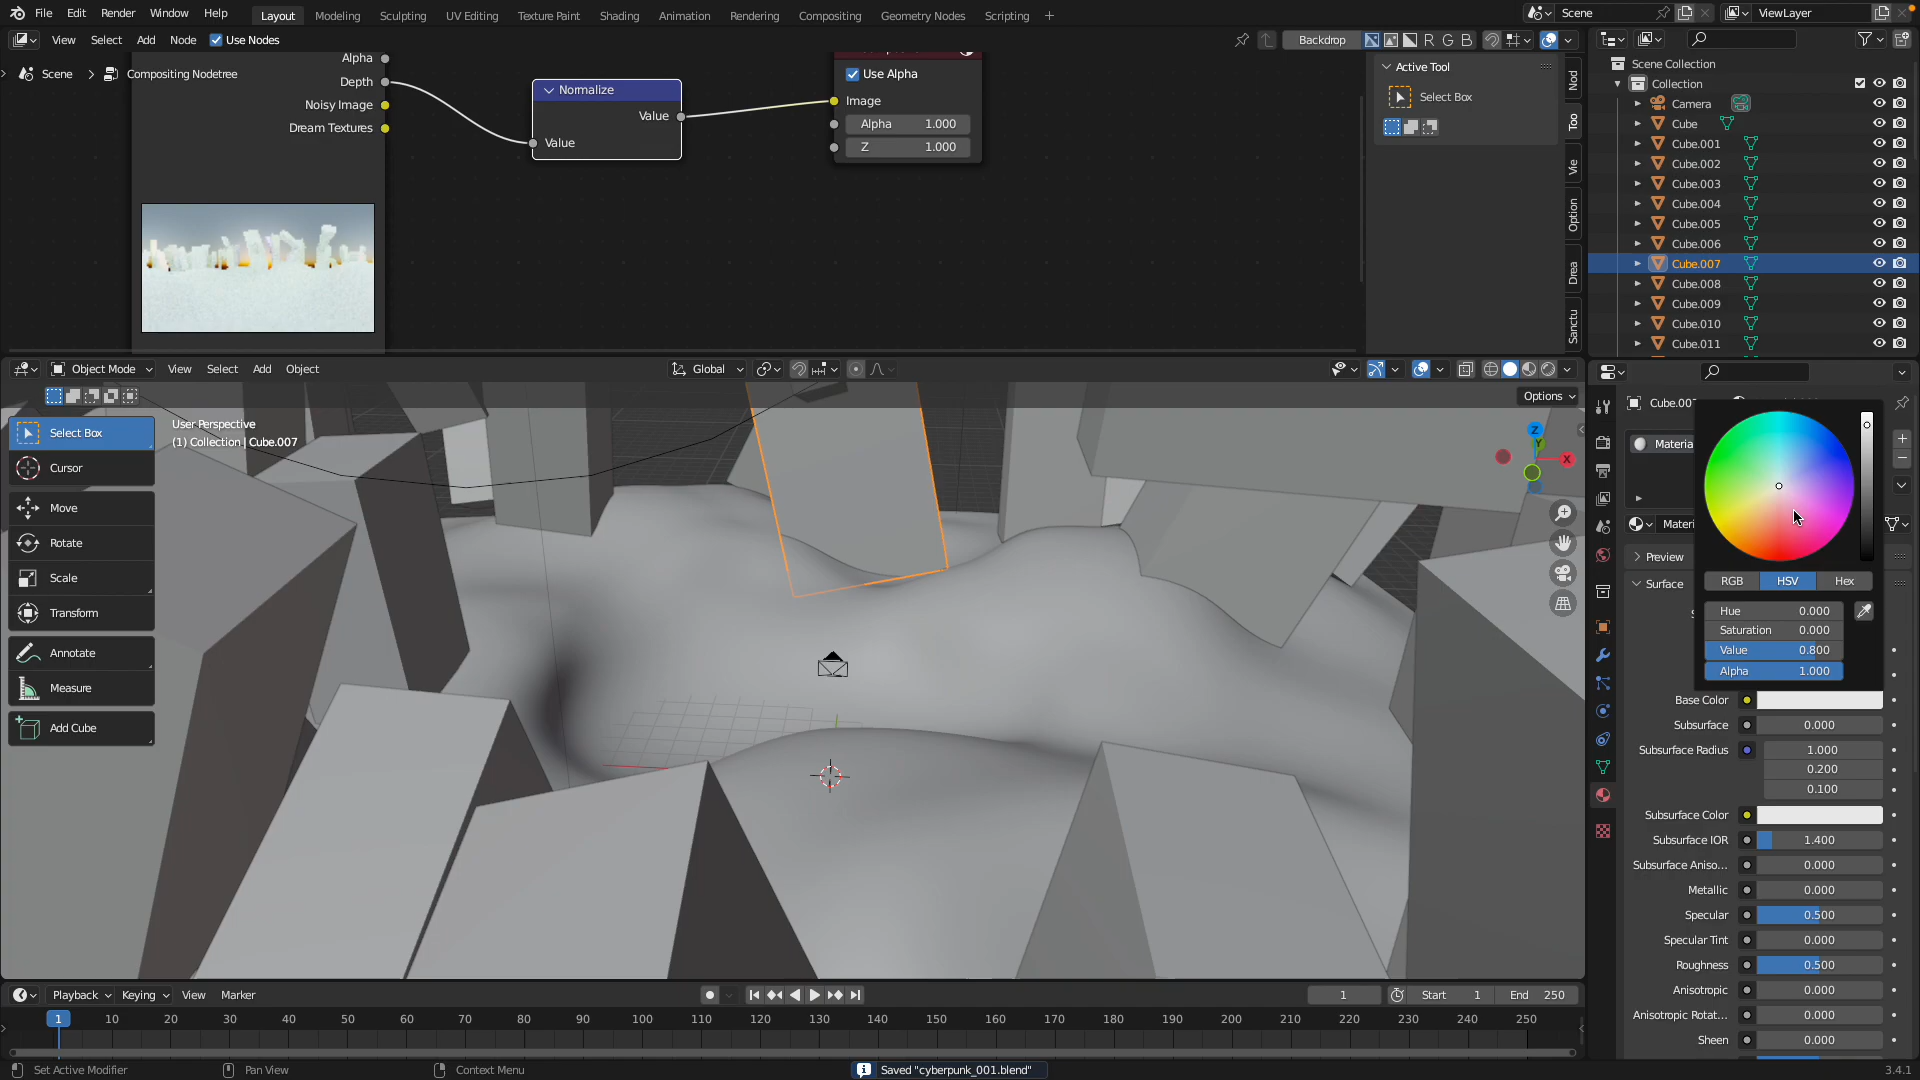 File Edit Render Window Help Layout Modeling Sculpting UV Editing Texture Paint Shading Animation Rendering Compositing Geometry Nodes Scripting Scene ViewLayer
View Select Add Node Use Nodes Backdrop R G B
Scene Compositing Nodetree
Alpha
Depth
Noisy Image
Dream Textures
Normalize
Value
Value
Use Alpha
Image
Alpha 1.000
Z 1.000
Active Tool
Select Box
Nod
Too
Vie
Option
Drea
Sanctu
Scene Collection
Collection
Camera
Cube
Cube.001
Cube.002
Cube.003
Cube.004
Cube.005
Cube.006
Cube.007
Cube.008
Cube.009
Cube.010
Cube.011
Object Mode View Select Add Object Global
Options
User Perspective
(1) Collection | Cube.007
Select Box
Cursor
Move
Rotate
Scale
Transform
Annotate
Measure
Add Cube
Z
Y
X
Cube.00
Materia
Materi
Preview
Surface
S
RGB HSV Hex
Hue 0.000
Saturation 0.000
Value 0.800
Alpha 1.000
Base Color
Subsurface 0.000
Subsurface Radius 1.000
0.200
0.100
Subsurface Color
Subsurface IOR 1.400
Subsurface Aniso... 0.000
Metallic 0.000
Specular 0.500
Specular Tint 0.000
Roughness 0.500
Anisotropic 0.000
Anisotropic Rotat... 0.000
Sheen 0.000
Playback Keying View Marker 1 Start 1 End 250
1 10 20 30 40 50 60 70 80 90 100 110 120 130 140 150 160 170 180 190 200 210 220 230 240 250
Set Active Modifier Pan View Context Menu Saved "cyberpunk_001.blend" 3.4.1